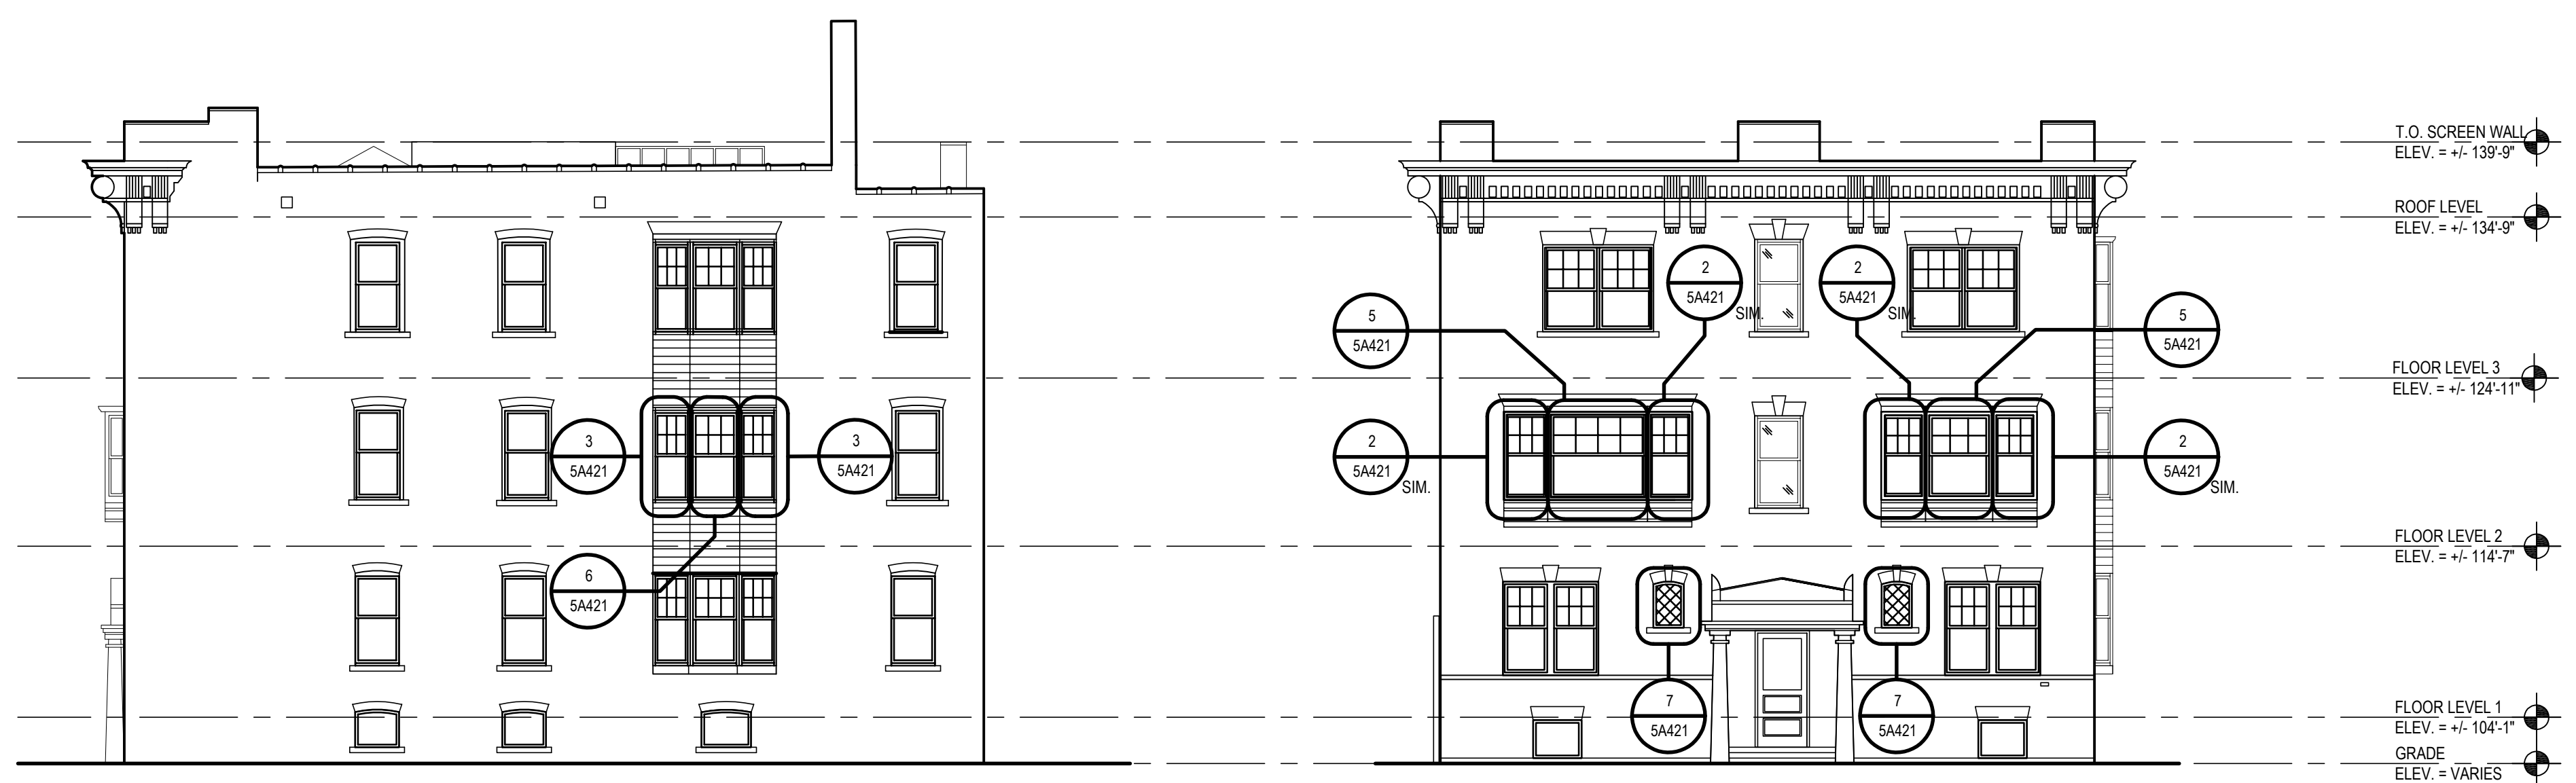 T.O. SCREEN WALL
ELEV. = +/- 139'-9"
ROOF LEVEL
ELEV. = +/- 134'-9"
2
5A421
SIM.
2
5A421
SIM.
5
5A421
5
5A421
FLOOR LEVEL 3
ELEV. = +/- 124'-11"
3
5A421
3
5A421
2
5A421
SIM.
2
5A421
SIM.
FLOOR LEVEL 2
ELEV. = +/- 114'-7"
6
5A421
7
5A421
7
5A421
FLOOR LEVEL 1
ELEV. = +/- 104'-1"
GRADE
ELEV. = VARIES